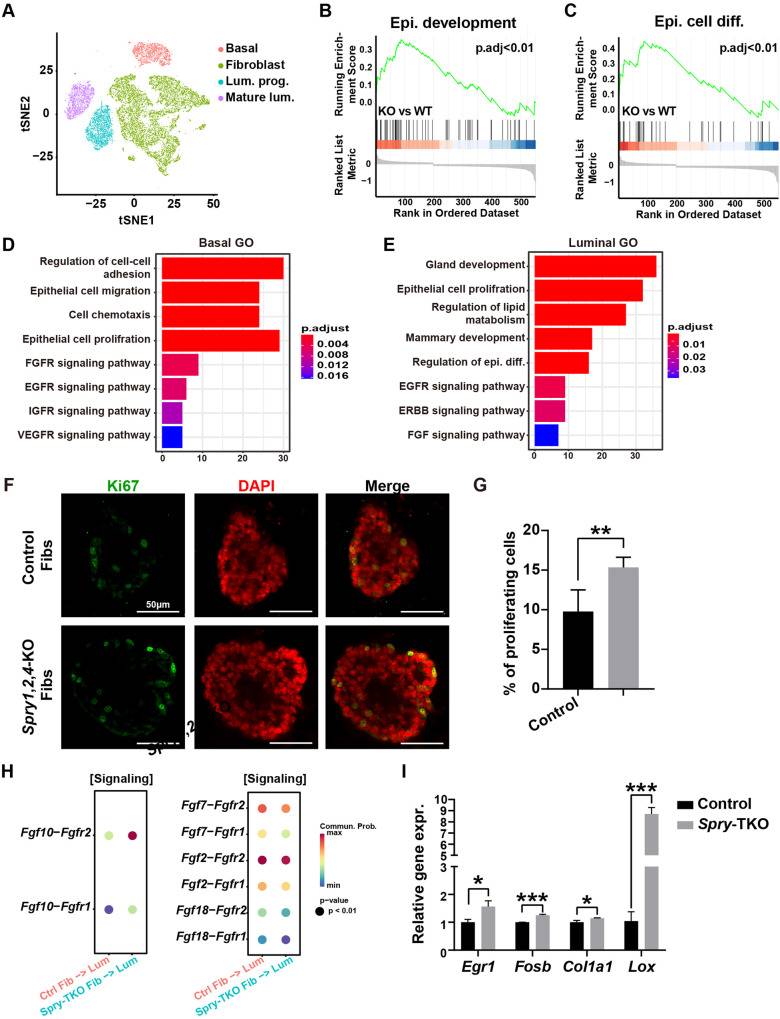 A
tSNE2
25
0
−25
−25
0
25
50
tSNE1
Basal
Fibroblast
Lum. prog.
Mature lum.
B
Epi. development
p.adj<0.01
Running Enrich-
ment Score
0.3
0.2
0.1
0.0
KO vs WT
Ranked List
Metric
0
−1
100
200
300
400
500
Rank in Ordered Dataset
C
Epi. cell diff.
p.adj<0.01
Running Enrich-
ment Score
0.4
0.3
0.2
0.1
0.0
KO vs WT
Ranked List
Metric
0
−1
100
200
300
400
500
Rank in Ordered Dataset
D
Basal GO
Regulation of cell-cell
adhesion
Epithelial cell migration
Cell chemotaxis
Epithelial cell prolifration
FGFR signaling pathway
EGFR signaling pathway
IGFR signaling pathway
VEGFR signaling pathway
0
10
20
30
p.adjust
0.004
0.008
0.012
0.016
E
Luminal GO
Gland development
Epithelial cell prolifration
Regulation of lipid
metabolism
Mammary development
Regulation of epi. diff.
EGFR signaling pathway
ERBB signaling pathway
FGF signaling pathway
0
10
20
30
p.adjust
0.01
0.02
0.03
F
Ki67
DAPI
Merge
Control
Fibs
50μm
Spry1,2,4-KO
Fibs
G
% of proliferating cells
20
15
10
5
0
**
Control
H
[Signaling]
Fgf10−Fgfr2
Fgf10−Fgfr1
Ctrl Fib -> Lum
Spry-TKO Fib -> Lum
[Signaling]
Fgf7−Fgfr2
Fgf7−Fgfr1
Fgf2−Fgfr2
Fgf2−Fgfr1
Fgf18−Fgfr2
Fgf18−Fgfr1
Ctrl Fib -> Lum
Spry-TKO Fib -> Lum
Commun. Prob.
max
min
p−value
p < 0.01
I
Relative gene expr.
10
9
8
7
6
5
4
3
2
1
0
*
***
*
***
Egr1
Fosb
Col1a1
Lox
Control
Spry-TKO